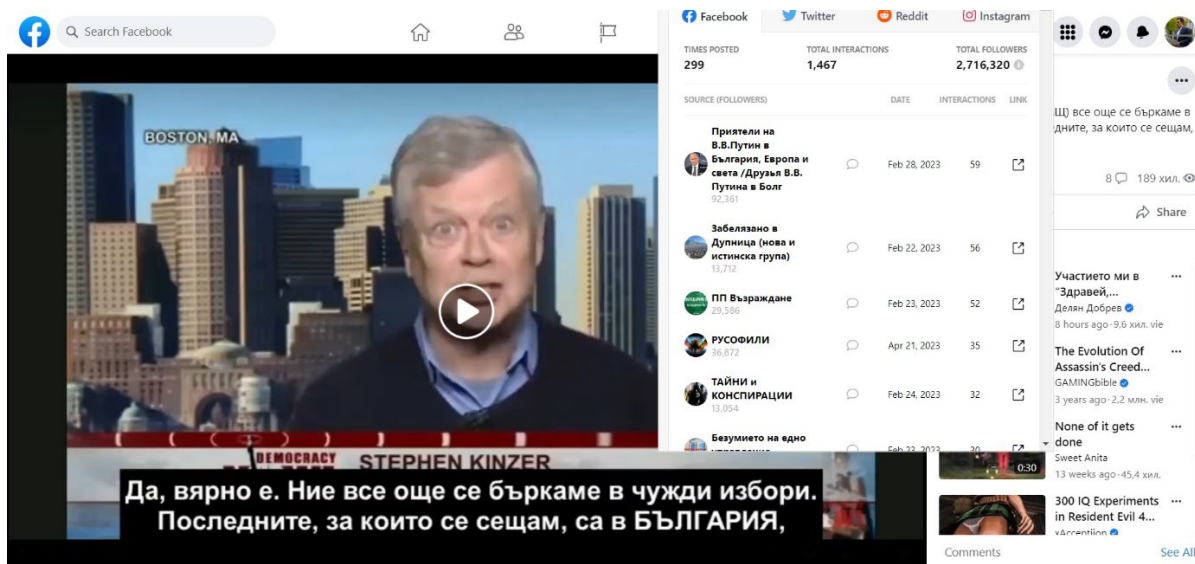 Search Facebook
Facebook
Twitter
Reddit
Instagram
TIMES POSTED
TOTAL INTERACTIONS
TOTAL FOLLOWERS
299
1,467
2,716,320
SOURCE (FOLLOWERS)
DATE
INTERACTIONS
LINK
Приятели на
В.В.Путин в
България, Европа и
света /Друзья В.В.
Путина в Болг
92,361
Feb 28, 2023
59
Забелязано в
Дупница (нова и
истинска група)
13,712
Feb 22, 2023
56
ПП Възраждане
29,586
Feb 23, 2023
52
РУСОФИЛИ
36,872
Apr 21, 2023
35
ТАЙНИ и
КОНСПИРАЦИИ
13,054
Feb 24, 2023
32
Безумието на едно
Feb 23, 2023
BOSTON, MA
DEMOCRACY
STEPHEN KINZER
Да, вярно е. Ние все още се бъркаме в чужди избори.
Последните, за които се сещам, са в БЪЛГАРИЯ,
Щ) все още се бъркаме в
дните, за които се сещам,
8
189 хил.
Share
Участието ми в
"Здравей,...
Делян Добрев
8 hours ago · 9,6 хил. vie
The Evolution Of
Assassin's Creed...
GAMINGbible
3 years ago · 2,2 млн. vie
None of it gets
done
Sweet Anita
13 weeks ago · 45,4 хил.
0:30
300 IQ Experiments
in Resident Evil 4...
xAcceptiion
Comments
See All